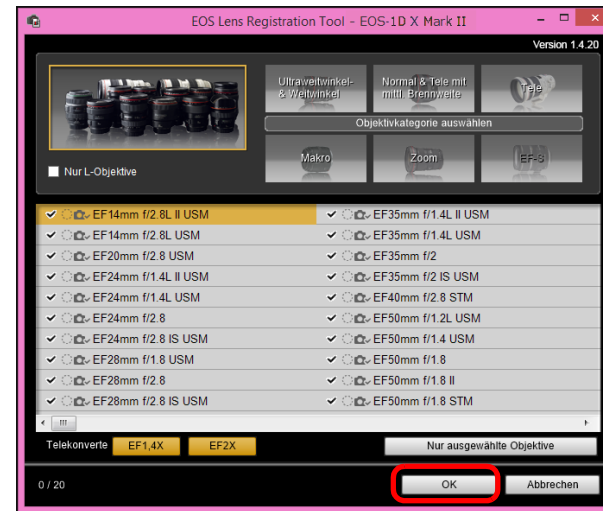 EOS Lens Registration Tool - EOS-1D X Mark II
Version 1.4.20
Ultraweitwinkel-
& Weitwinkel
Normal & Tele mit
mittl. Brennweite
Tele
Objektivkategorie auswählen
Makro
Zoom
EF-S
Nur L-Objektive
EF14mm f/2.8L II USM
EF35mm f/1.4L II USM
EF14mm f/2.8L USM
EF35mm f/1.4L USM
EF20mm f/2.8 USM
EF35mm f/2
EF24mm f/1.4L II USM
EF35mm f/2 IS USM
EF24mm f/1.4L USM
EF40mm f/2.8 STM
EF24mm f/2.8
EF50mm f/1.2L USM
EF24mm f/2.8 IS USM
EF50mm f/1.4 USM
EF28mm f/1.8 USM
EF50mm f/1.8
EF28mm f/2.8
EF50mm f/1.8 II
EF28mm f/2.8 IS USM
EF50mm f/1.8 STM
Telekonverte EF1,4X EF2X
Nur ausgewählte Objektive
0 / 20
OK
Abbrechen